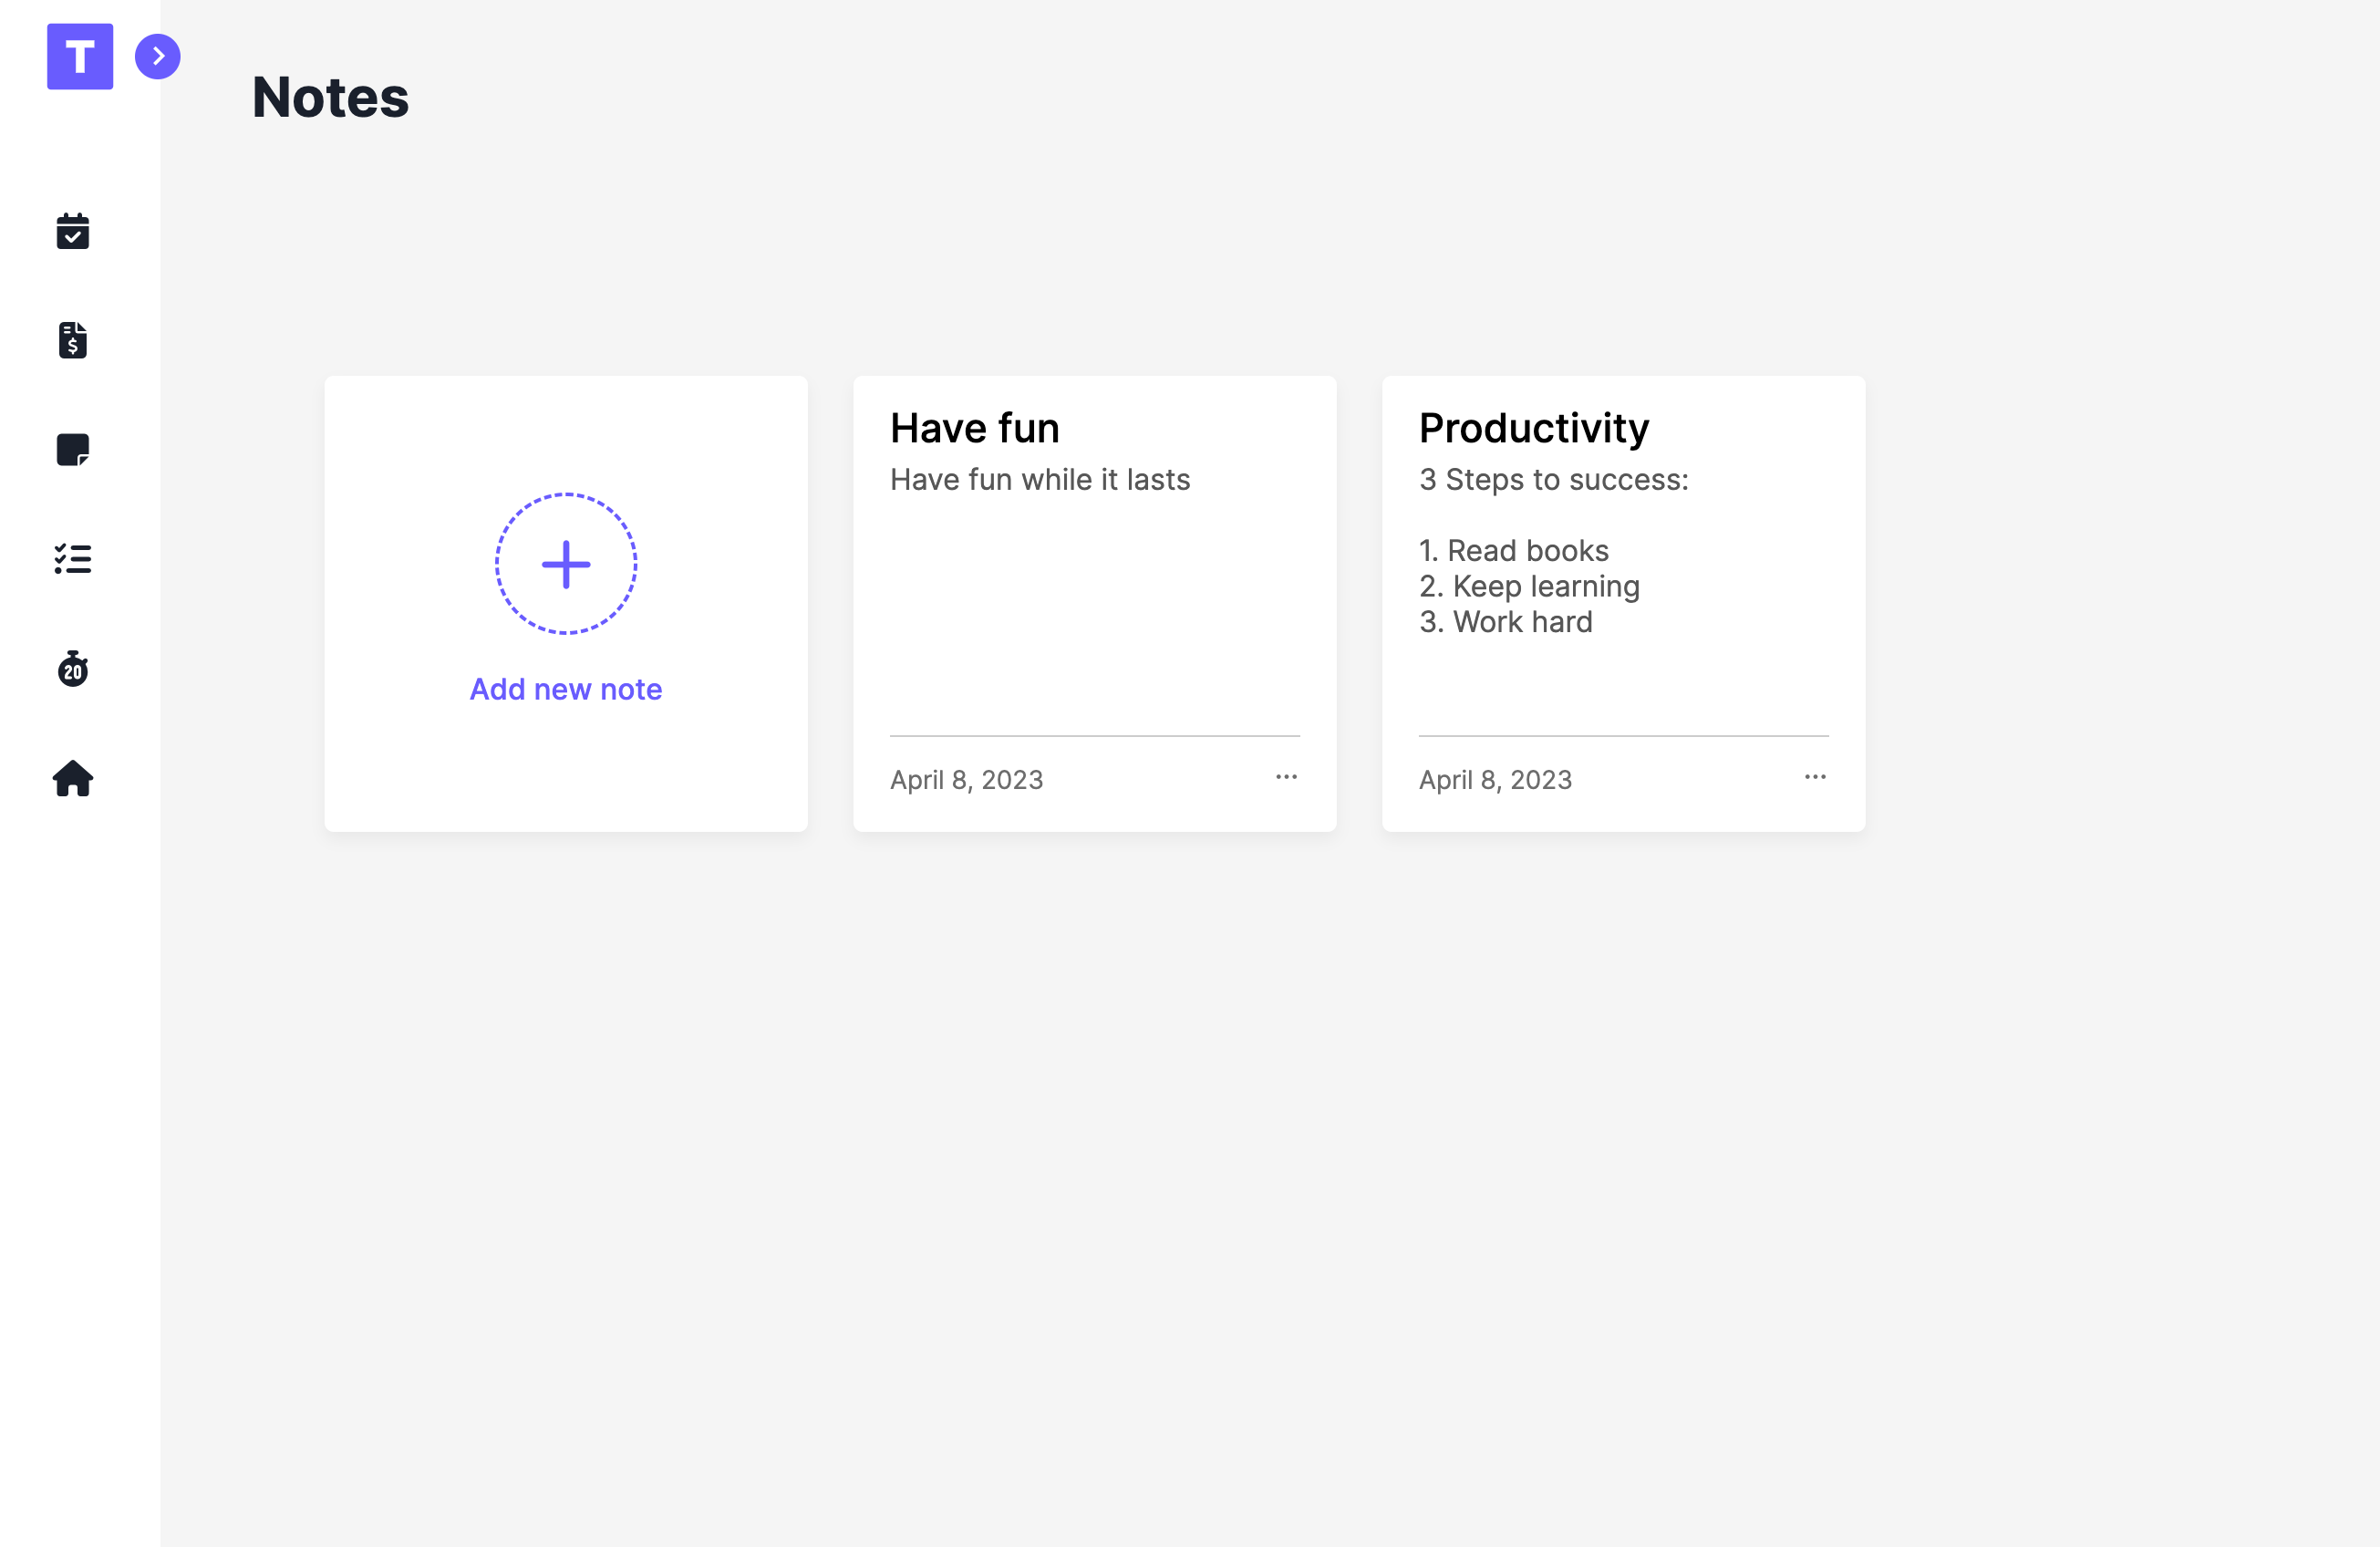 T
Notes
Have fun
Have fun while it lasts
April 8, 2023
Productivity
3 Steps to success:
1. Read books
2. Keep learning
3. Work hard
April 8, 2023
Add new note
20